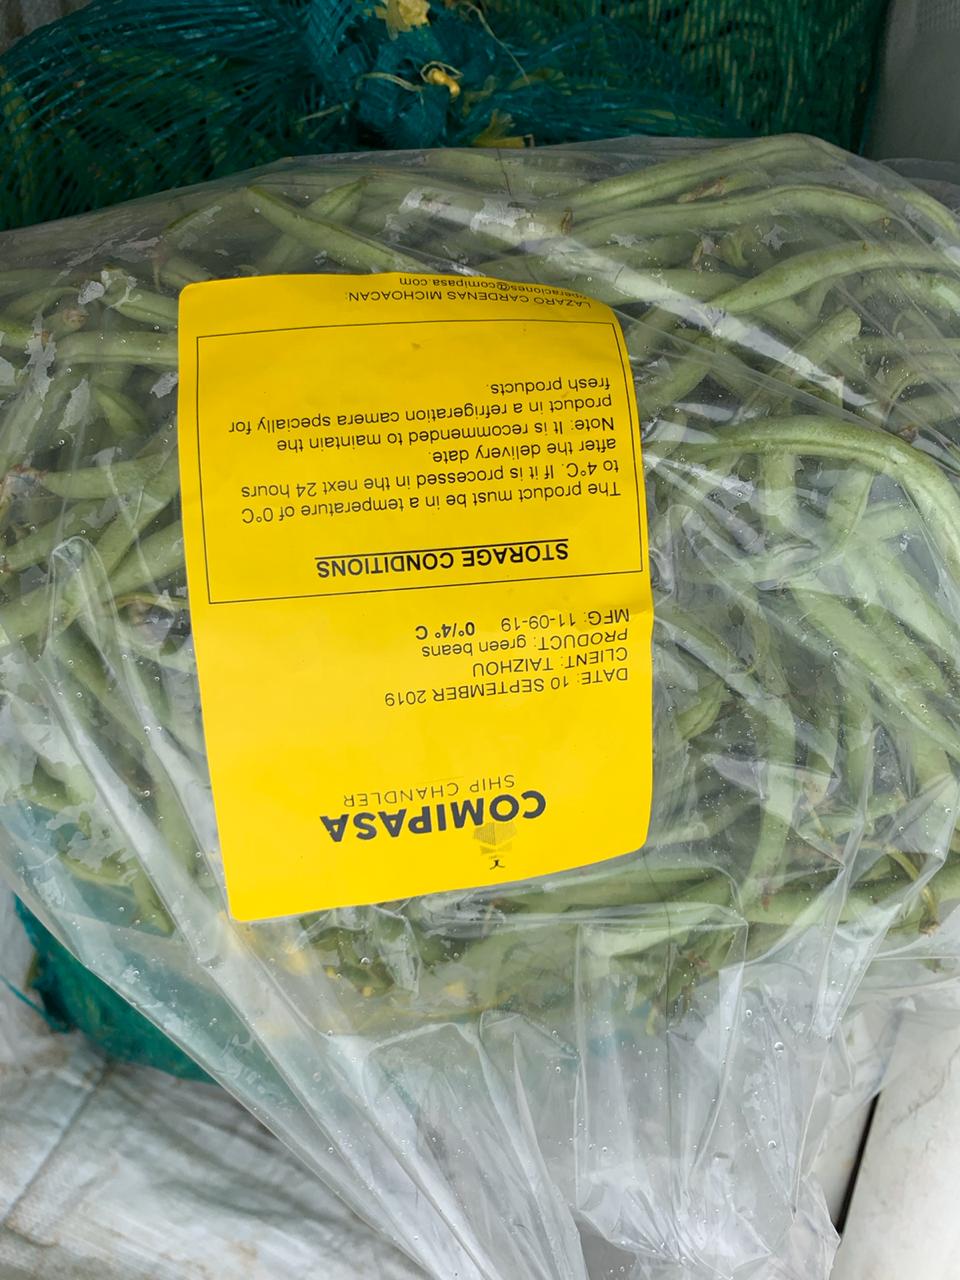 COMIPASA
SHIP CHANDLER
DATE: 10 SEPTEMBER 2019
CLIENT: TAIZHOU
PRODUCT: green beans
MFG: 11-09-19 0°/4° C
STORAGE CONDITIONS
The product must be in a temperature of 0°C
to 4°C. If it is processed in the next 24 hours
after the delivery date.
Note: It is recommended to maintain the
product in a refrigeration camera specially for
fresh products.
LAZARO CARDENAS MICHOACAN:
operaciones@comipasa.com